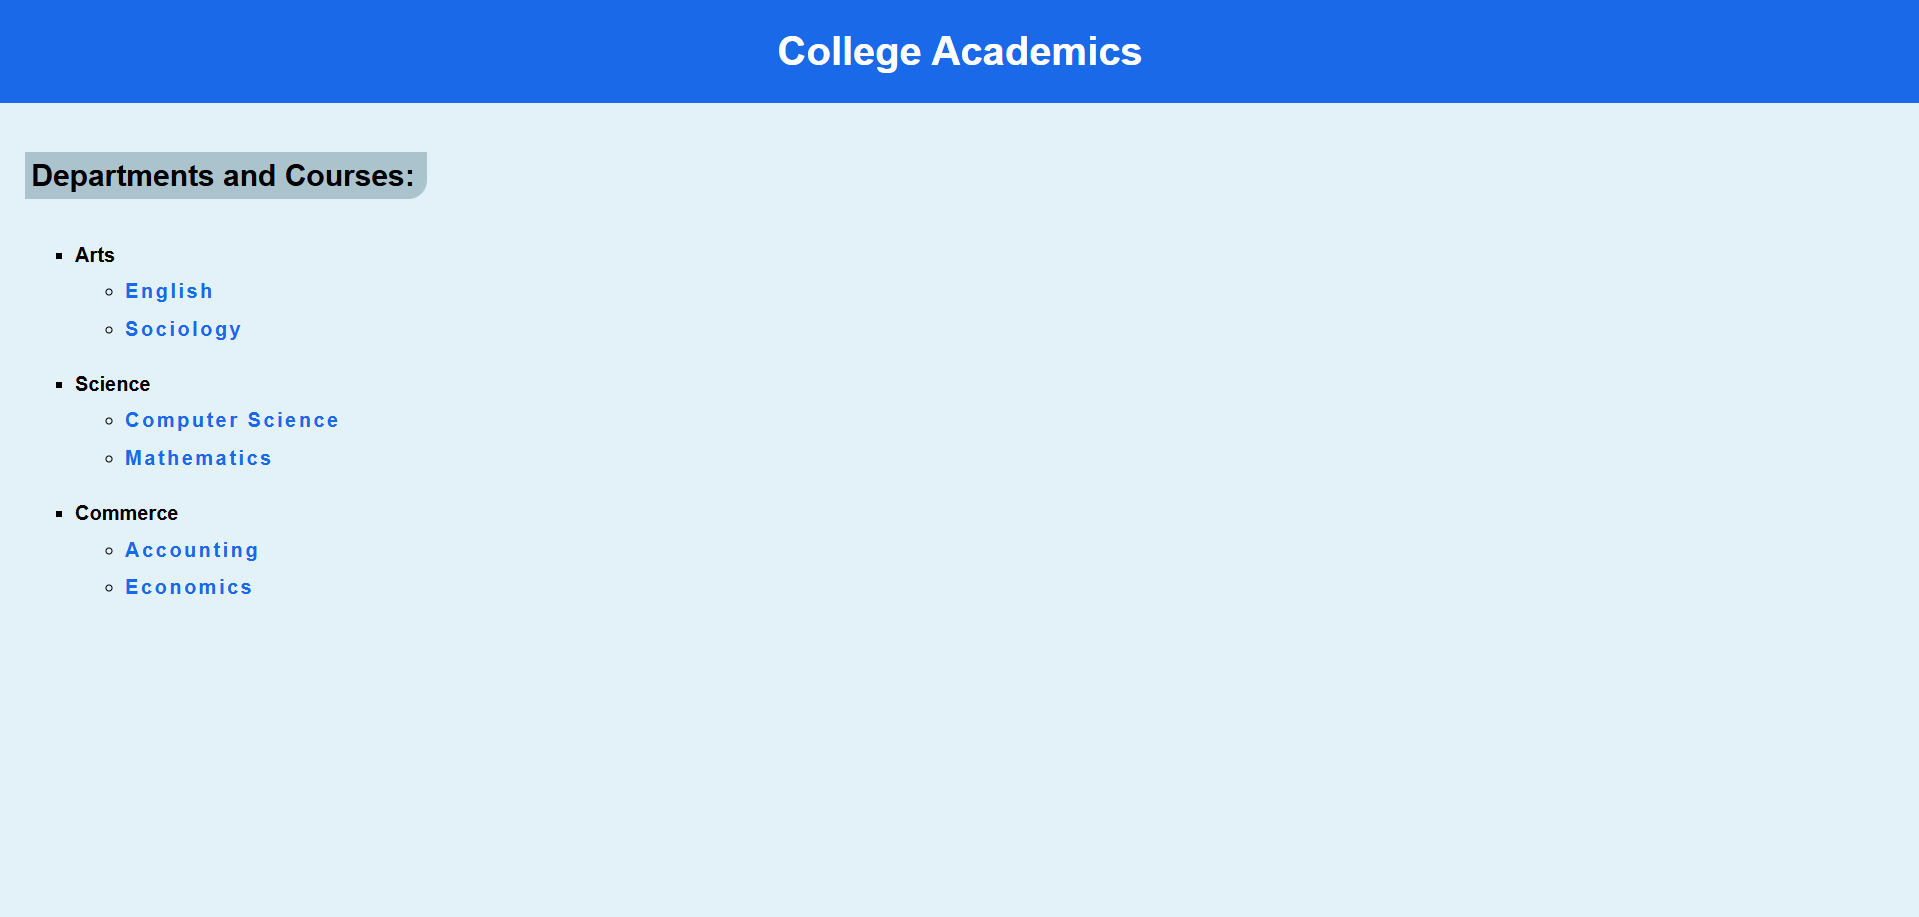 College Academics
Departments and Courses:
Arts
English
Sociology
Science
Computer Science
Mathematics
Commerce
Accounting
Economics